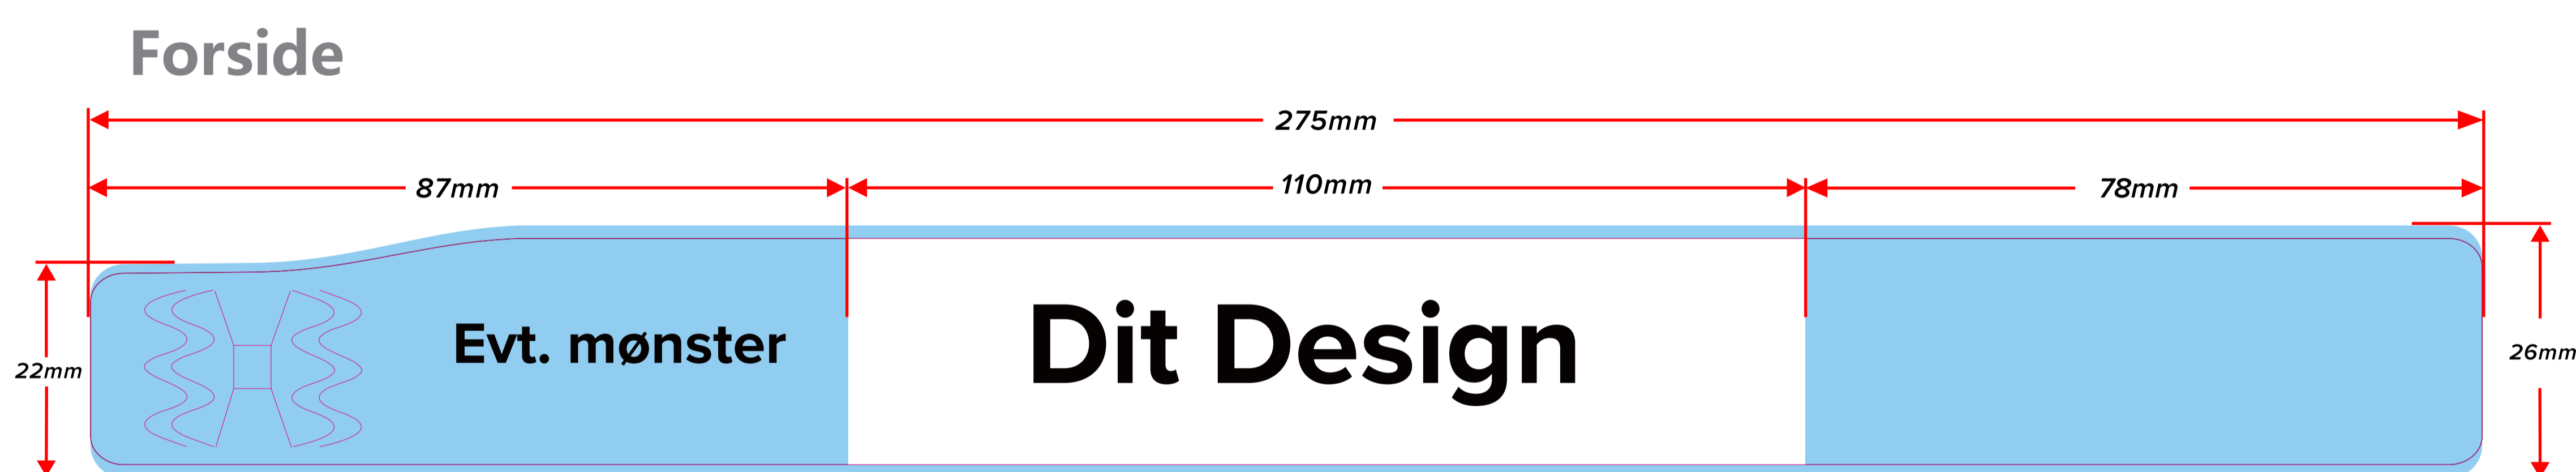 Forside
275mm
87mm
110mm
78mm
22mm
Evt. mønster
Dit Design
26mm